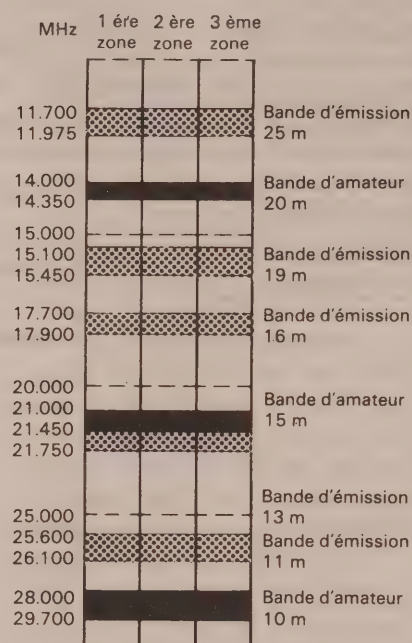 MHz 1 ére 2 ère 3 ème
zone zone zone
11.700 Bande d'émission
11.975 25 m
14.000 Bande d'amateur
14.350 20 m
15.000
15.100 Bande d'émission
15.450 19 m
17.700 Bande d'émission
17.900 16 m
20.000
21.000 Bande d'amateur
21.450 15 m
21.750
Bande d'émission
25.000 13 m
25.600 Bande d'émission
26.100 11 m
28.000 Bande d'amateur
29.700 10 m